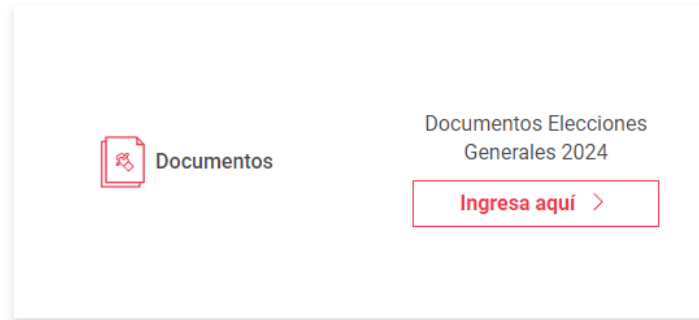 Documentos
Documentos Elecciones
Generales 2024
Ingresa aquí